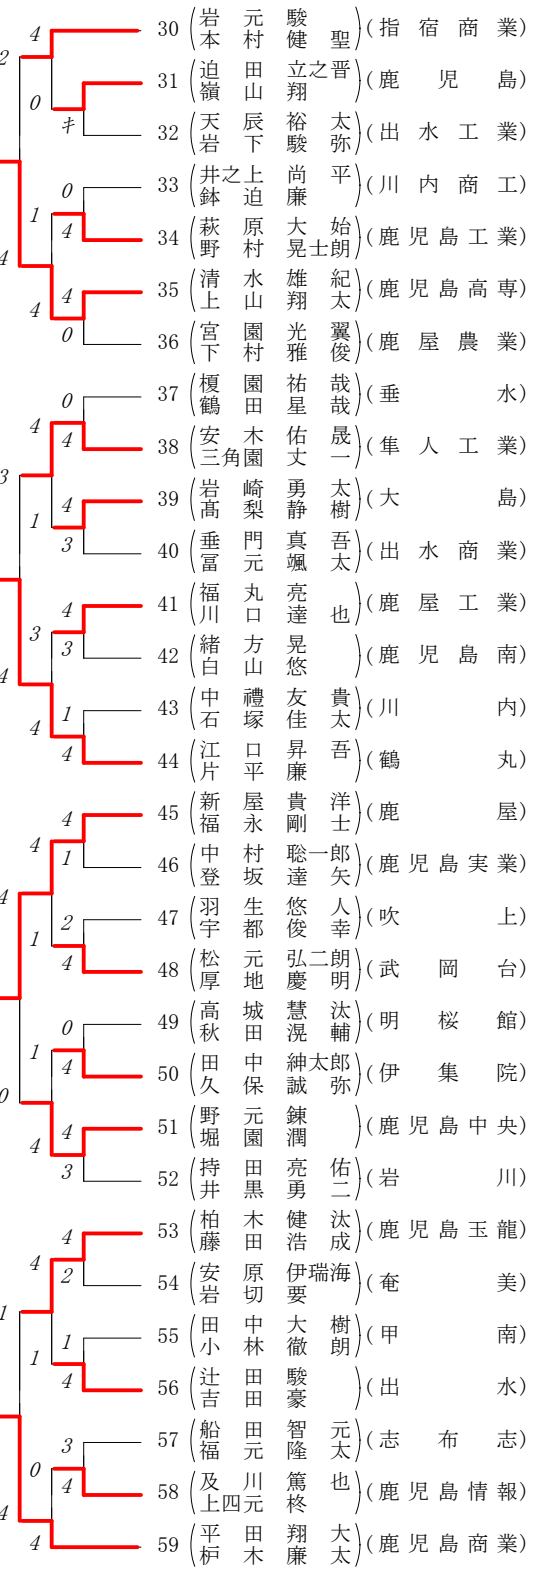 4
30 (岩元駿 (指宿商業)
本村健聖)
2
31 (迫田立之晋 (鹿児島)
嶺山翔)
0
キ
32 (天辰裕太 (出水工業)
岩下駿弥)
33 (井之上尚平 (川内商工)
鉢迫廉)
0
1
4
34 (萩原大始 (鹿児島工業)
野村晃士朗)
4
35 (清水雄紀 (鹿児島高専)
上山翔太)
4
4
0
36 (宮園光翼 (鹿屋農業)
下村雅俊)
37 (榎園祐哉 (垂水)
鶴田星哉)
0
4
4
38 (安木佑晟 (隼人工業)
三角園丈一)
3
39 (岩崎勇太 (大島)
髙梨静樹)
4
1
3
40 (垂門真吾 (出水商業)
冨元颯太)
41 (福丸亮 (鹿屋工業)
川口達也)
4
3
3
42 (緒方晃 (鹿児島南)
白山悠)
4
43 (中禮友貴 (川内)
石塚佳太)
1
4
4
44 (江口昇吾 (鶴丸)
片平廉)
45 (新屋貴洋 (鹿屋)
福永剛士)
4
4
1
46 (中村聡一郎 (鹿児島実業)
登坂達矢)
4
47 (羽生悠人 (吹上)
宇都俊幸)
2
1
4
48 (松元弘二朗 (武岡台)
厚地慶明)
49 (高城慧汰 (明桜館)
秋田滉輔)
0
1
4
50 (田中紳太郎 (伊集院)
久保誠弥)
0
51 (野元錬 (鹿児島中央)
堀園潤)
4
4
3
52 (持田亮佑 (岩川)
井黒勇二)
53 (柏木健汰 (鹿児島玉龍)
藤田浩成)
4
4
2
54 (安原伊瑞海 (奄美)
岩切要)
1
55 (田中大樹 (甲南)
小林徹朗)
1
1
4
56 (辻田駿 (出水)
吉田豪)
57 (船田智元 (志布志)
福元隆太)
3
0
4
58 (及川篤也 (鹿児島情報)
上四元柊)
4
4
59 (平田翔大 (鹿児島商業)
枦木廉太)